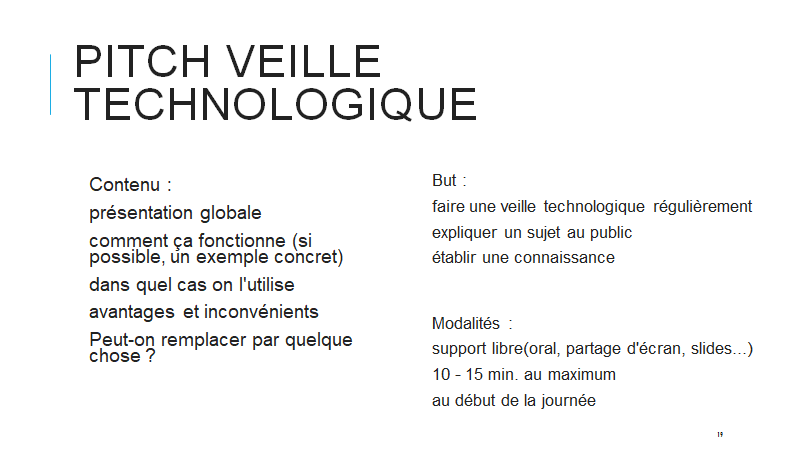 PITCH VEILLE
TECHNOLOGIQUE
Contenu :
présentation globale
comment ça fonctionne (si
possible, un exemple concret)
dans quel cas on l'utilise
avantages et inconvénients
Peut-on remplacer par quelque
chose ?
But :
faire une veille technologique régulièrement
expliquer un sujet au public
établir une connaissance
Modalités :
support libre(oral, partage d'écran, slides...)
10 - 15 min. au maximum
au début de la journée
19